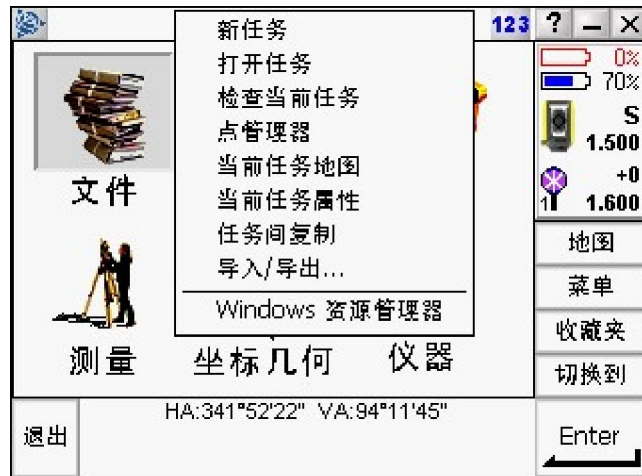 123 ? – X
新任务
打开任务
检查当前任务
点管理器
当前任务地图
当前任务属性
任务间复制
导入/导出...
Windows 资源管理器
文件
测量
坐标几何
仪器
0%
70%
S
1.500
+0
1
1.600
地图
菜单
收藏夹
切换到
退出
HA:341°52'22" VA:94°11'45"
Enter